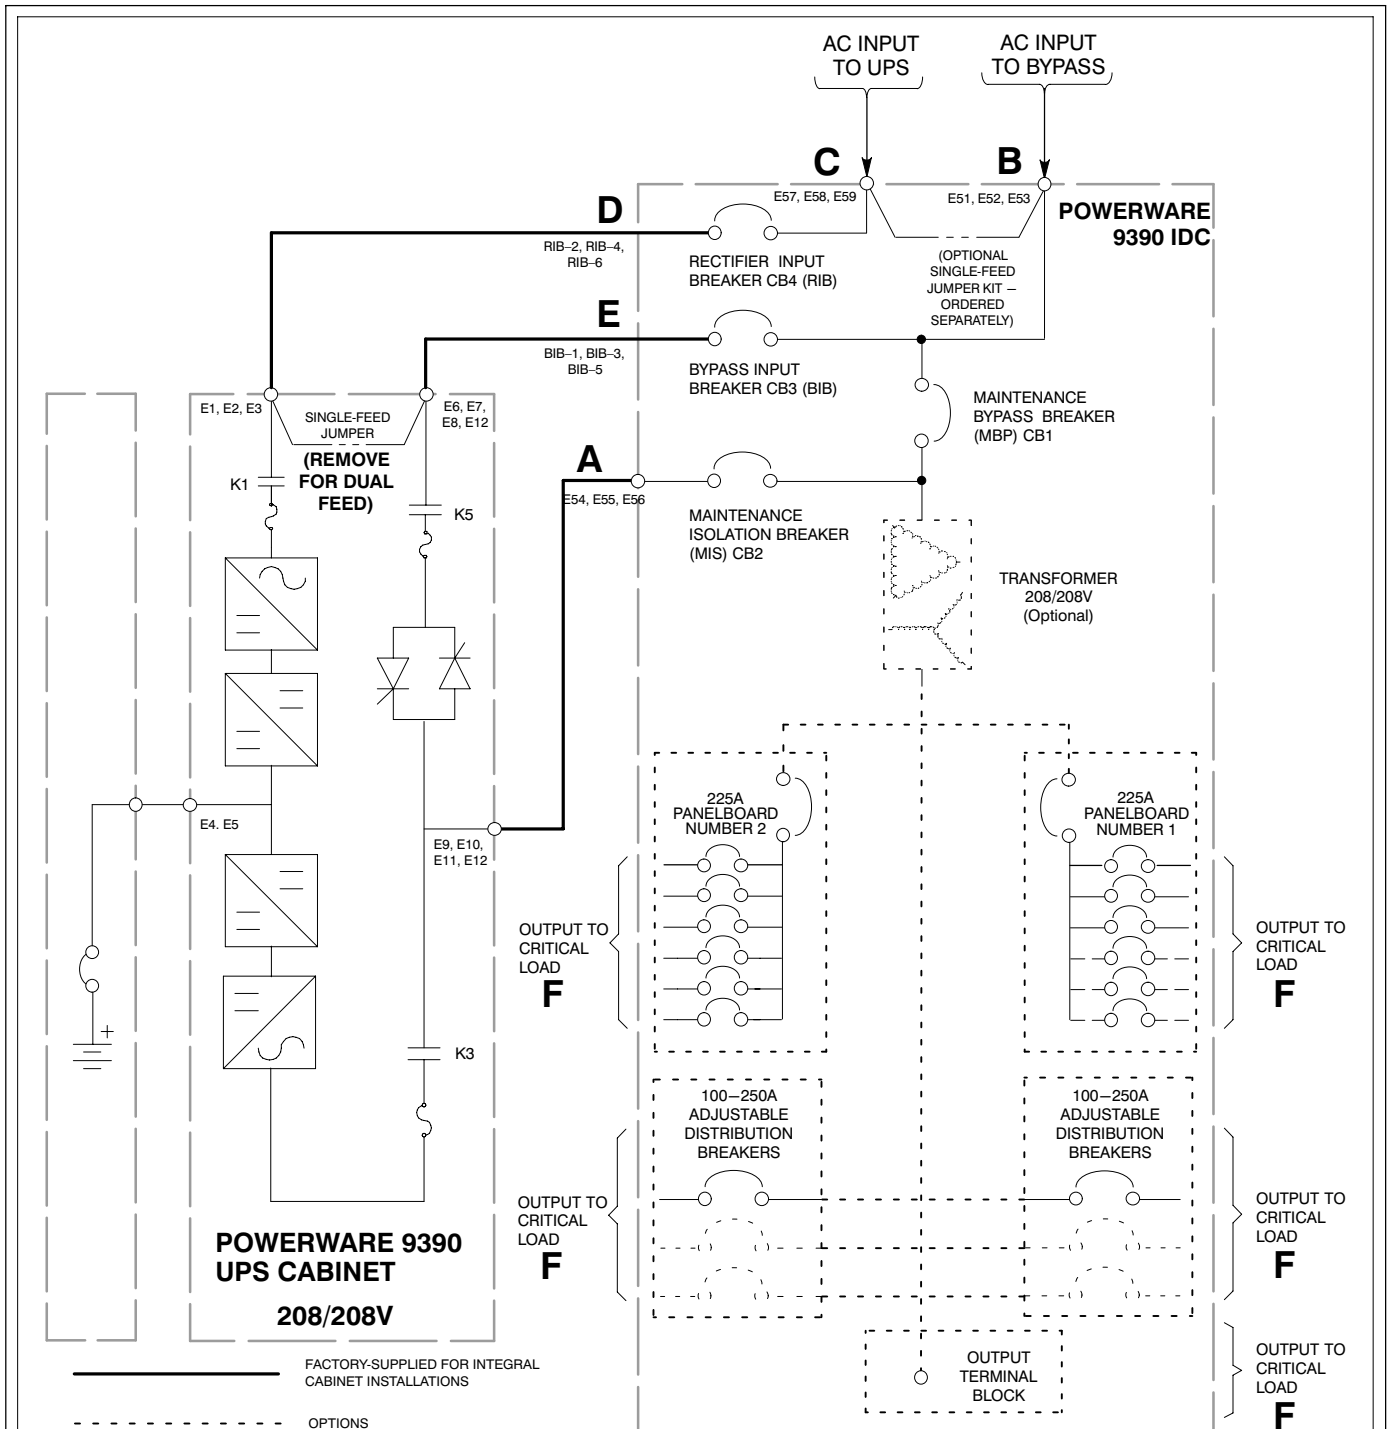 AC INPUT
TO UPS
AC INPUT
TO BYPASS
C
B
E57, E58, E59
E51, E52, E53
POWERWARE
9390 IDC
D
RIB–2, RIB–4,
RIB–6
RECTIFIER INPUT
BREAKER CB4 (RIB)
(OPTIONAL
SINGLE-FEED
JUMPER KIT –
ORDERED
SEPARATELY)
E
BIB–1, BIB–3,
BIB–5
BYPASS INPUT
BREAKER CB3 (BIB)
MAINTENANCE
BYPASS BREAKER
(MBP) CB1
E1, E2, E3
SINGLE-FEED
JUMPER
(REMOVE
FOR DUAL
FEED)
E6, E7,
E8, E12
A
E54, E55, E56
K1
K5
MAINTENANCE
ISOLATION BREAKER
(MIS) CB2
TRANSFORMER
208/208V
(Optional)
225A
PANELBOARD
NUMBER 2
225A
PANELBOARD
NUMBER 1
E4. E5
E9, E10,
E11, E12
OUTPUT TO
CRITICAL
LOAD
F
OUTPUT TO
CRITICAL
LOAD
F
+
K3
100–250A
ADJUSTABLE
DISTRIBUTION
BREAKERS
100–250A
ADJUSTABLE
DISTRIBUTION
BREAKERS
OUTPUT TO
CRITICAL
LOAD
F
OUTPUT TO
CRITICAL
LOAD
F
POWERWARE 9390
UPS CABINET
208/208V
OUTPUT
TERMINAL
BLOCK
OUTPUT TO
CRITICAL
LOAD
F
FACTORY-SUPPLIED FOR INTEGRAL
CABINET INSTALLATIONS
OPTIONS